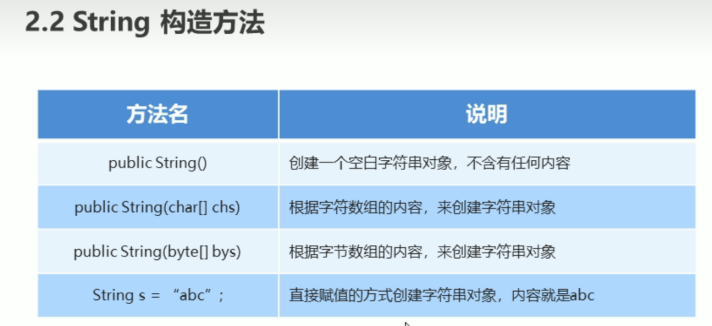 2.2 String 构造方法
方法名 说明
public String() 创建一个空白字符串对象，不含有任何内容
public String(char[] chs) 根据字符数组的内容，来创建字符串对象
public String(byte[] bys) 根据字节数组的内容，来创建字符串对象
String s = “abc”; 直接赋值的方式创建字符串对象，内容就是abc